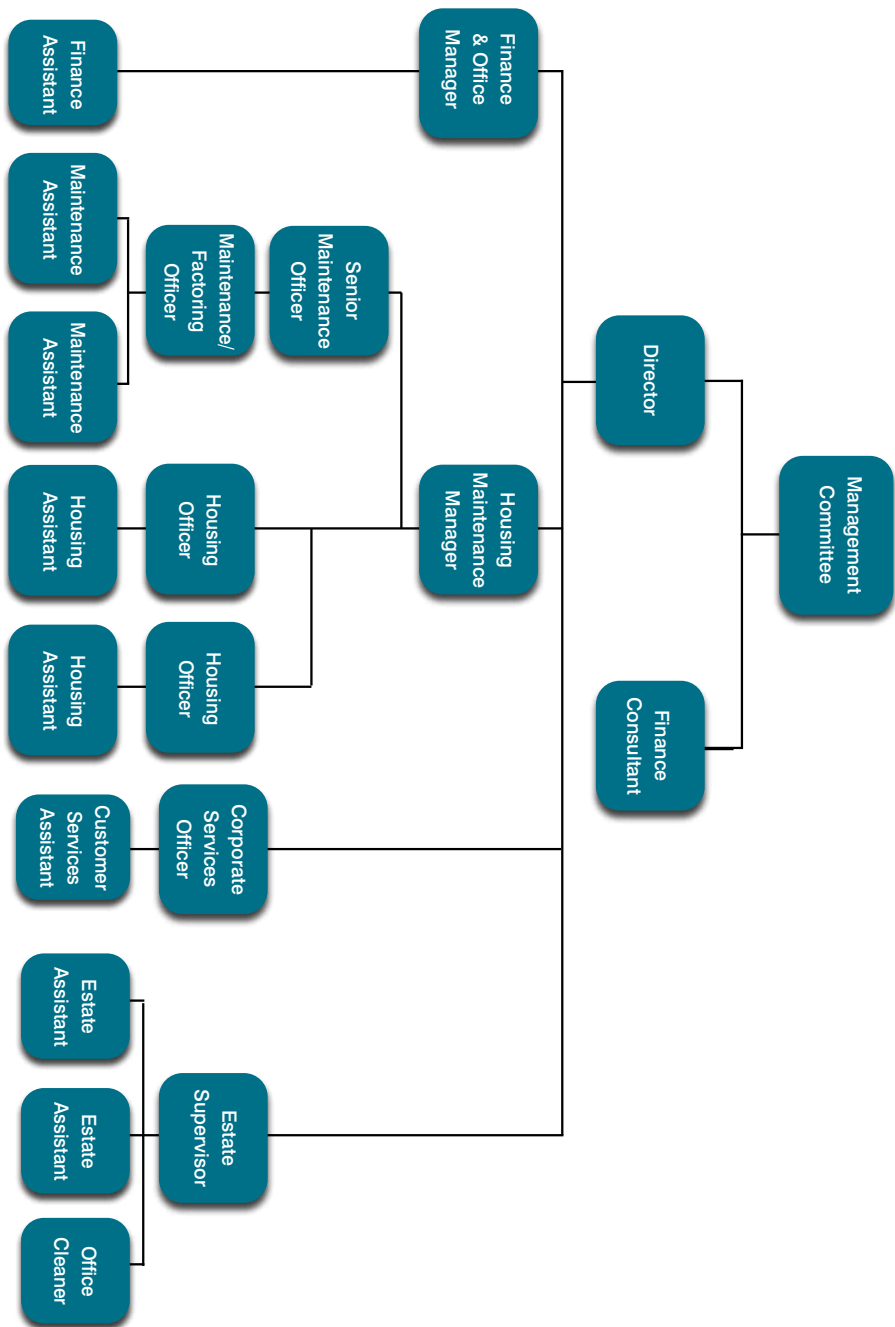 Management
Committee
Director
Finance
Consultant
Finance
& Office
Manager
Housing
Maintenance
Manager
Senior
Maintenance
Officer
Maintenance/
Factoring
Officer
Housing
Officer
Housing
Officer
Corporate
Services
Officer
Estate
Supervisor
Finance
Assistant
Maintenance
Assistant
Maintenance
Assistant
Housing
Assistant
Housing
Assistant
Customer
Services
Assistant
Estate
Assistant
Estate
Assistant
Office
Cleaner